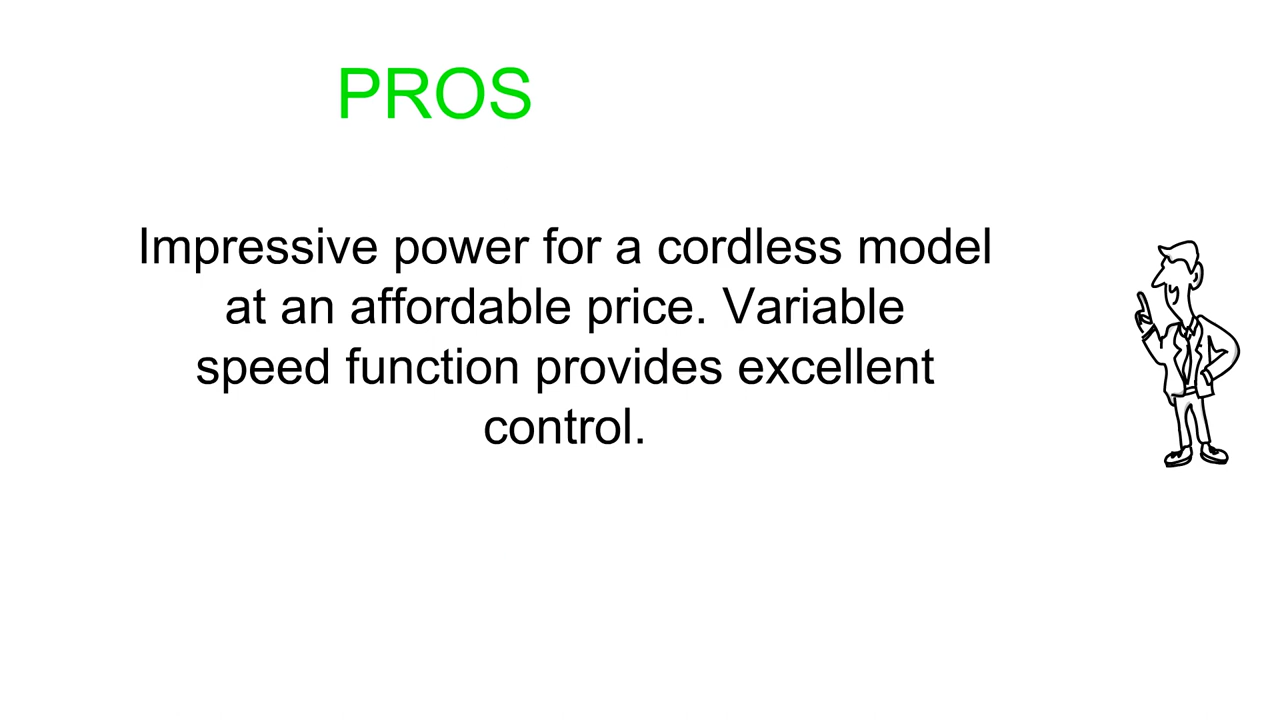 PROS
Impressive power for a cordless model
at an affordable price. Variable
speed function provides excellent
control.